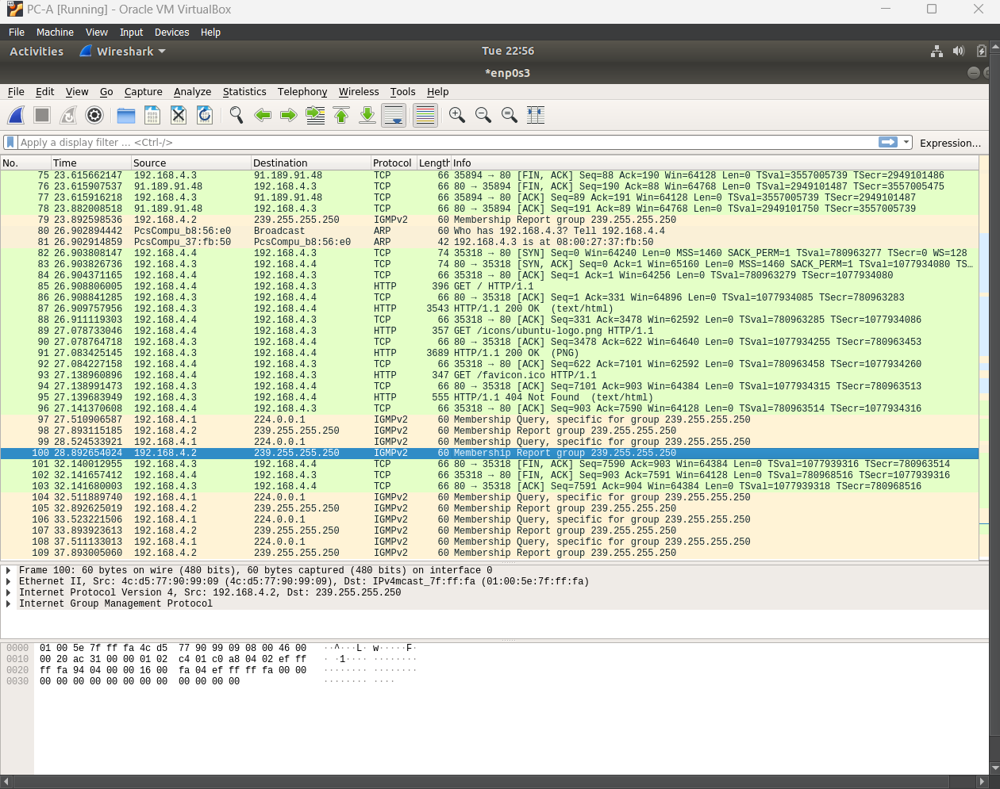 PC-A [Running] - Oracle VM VirtualBox
File Machine View Input Devices Help
Activities Wireshark Tue 22:56
*enp0s3
File Edit View Go Capture Analyze Statistics Telephony Wireless Tools Help
Apply a display filter ... <Ctrl-/> Expression...
No. Time Source Destination Protocol Length Info
75 23.615662147 192.168.4.3 91.189.91.48 TCP 66 35894 → 80 [FIN, ACK] Seq=88 Ack=190 Win=64128 Len=0 TSval=3557005739 TSecr=2949101486
76 23.615907537 91.189.91.48 192.168.4.3 TCP 66 80 → 35894 [FIN, ACK] Seq=190 Ack=88 Win=64768 Len=0 TSval=2949101487 TSecr=3557005475
77 23.615916218 192.168.4.3 91.189.91.48 TCP 66 35894 → 80 [ACK] Seq=89 Ack=191 Win=64128 Len=0 TSval=3557005739 TSecr=2949101487
78 23.882008518 91.189.91.48 192.168.4.3 TCP 66 80 → 35894 [ACK] Seq=191 Ack=89 Win=64768 Len=0 TSval=2949101750 TSecr=3557005739
79 23.892598536 192.168.4.2 239.255.255.250 IGMPv2 60 Membership Report group 239.255.255.250
80 26.902894442 PcsCompu_b8:56:e0 Broadcast ARP 60 Who has 192.168.4.3? Tell 192.168.4.4
81 26.902914859 PcsCompu_37:fb:50 PcsCompu_b8:56:e0 ARP 42 192.168.4.3 is at 08:00:27:37:fb:50
82 26.903808147 192.168.4.4 192.168.4.3 TCP 74 35318 → 80 [SYN] Seq=0 Win=64240 Len=0 MSS=1460 SACK_PERM=1 TSval=780963277 TSecr=0 WS=128
83 26.903826736 192.168.4.3 192.168.4.4 TCP 74 80 → 35318 [SYN, ACK] Seq=0 Ack=1 Win=65160 Len=0 MSS=1460 SACK_PERM=1 TSval=1077934080 TS…
84 26.904371165 192.168.4.4 192.168.4.3 TCP 66 35318 → 80 [ACK] Seq=1 Ack=1 Win=64256 Len=0 TSval=780963279 TSecr=1077934080
85 26.908806005 192.168.4.4 192.168.4.3 HTTP 396 GET / HTTP/1.1
86 26.908841285 192.168.4.3 192.168.4.4 TCP 66 80 → 35318 [ACK] Seq=1 Ack=331 Win=64896 Len=0 TSval=1077934085 TSecr=780963283
87 26.909757956 192.168.4.3 192.168.4.4 HTTP 3543 HTTP/1.1 200 OK (text/html)
88 26.911119303 192.168.4.4 192.168.4.3 TCP 66 35318 → 80 [ACK] Seq=331 Ack=3478 Win=62592 Len=0 TSval=780963285 TSecr=1077934086
89 27.078733046 192.168.4.4 192.168.4.3 HTTP 357 GET /icons/ubuntu-logo.png HTTP/1.1
90 27.078764718 192.168.4.3 192.168.4.4 TCP 66 80 → 35318 [ACK] Seq=3478 Ack=622 Win=64640 Len=0 TSval=1077934255 TSecr=780963453
91 27.083425145 192.168.4.3 192.168.4.4 HTTP 3689 HTTP/1.1 200 OK (PNG)
92 27.084227158 192.168.4.4 192.168.4.3 TCP 66 35318 → 80 [ACK] Seq=622 Ack=7101 Win=62592 Len=0 TSval=780963458 TSecr=1077934260
93 27.138960896 192.168.4.4 192.168.4.3 HTTP 347 GET /favicon.ico HTTP/1.1
94 27.138991473 192.168.4.3 192.168.4.4 TCP 66 80 → 35318 [ACK] Seq=7101 Ack=903 Win=64384 Len=0 TSval=1077934315 TSecr=780963513
95 27.139683949 192.168.4.3 192.168.4.4 HTTP 555 HTTP/1.1 404 Not Found (text/html)
96 27.141370608 192.168.4.4 192.168.4.3 TCP 66 35318 → 80 [ACK] Seq=903 Ack=7590 Win=64128 Len=0 TSval=780963514 TSecr=1077934316
97 27.510906587 192.168.4.1 224.0.0.1 IGMPv2 60 Membership Query, specific for group 239.255.255.250
98 27.893115185 192.168.4.2 239.255.255.250 IGMPv2 60 Membership Report group 239.255.255.250
99 28.524533921 192.168.4.1 224.0.0.1 IGMPv2 60 Membership Query, specific for group 239.255.255.250
100 28.892654024 192.168.4.2 239.255.255.250 IGMPv2 60 Membership Report group 239.255.255.250
101 32.140012955 192.168.4.3 192.168.4.4 TCP 66 80 → 35318 [FIN, ACK] Seq=7590 Ack=903 Win=64384 Len=0 TSval=1077939316 TSecr=780963514
102 32.141657412 192.168.4.4 192.168.4.3 TCP 66 35318 → 80 [FIN, ACK] Seq=903 Ack=7591 Win=64128 Len=0 TSval=780968516 TSecr=1077939316
103 32.141680003 192.168.4.3 192.168.4.4 TCP 66 80 → 35318 [ACK] Seq=7591 Ack=904 Win=64384 Len=0 TSval=1077939318 TSecr=780968516
104 32.511889740 192.168.4.1 224.0.0.1 IGMPv2 60 Membership Query, specific for group 239.255.255.250
105 32.892625019 192.168.4.2 239.255.255.250 IGMPv2 60 Membership Report group 239.255.255.250
106 33.523221506 192.168.4.1 224.0.0.1 IGMPv2 60 Membership Query, specific for group 239.255.255.250
107 33.893923613 192.168.4.2 239.255.255.250 IGMPv2 60 Membership Report group 239.255.255.250
108 37.511133013 192.168.4.1 224.0.0.1 IGMPv2 60 Membership Query, specific for group 239.255.255.250
109 37.893005060 192.168.4.2 239.255.255.250 IGMPv2 60 Membership Report group 239.255.255.250
Frame 100: 60 bytes on wire (480 bits), 60 bytes captured (480 bits) on interface 0
Ethernet II, Src: 4c:d5:77:90:99:09 (4c:d5:77:90:99:09), Dst: IPv4mcast_7f:ff:fa (01:00:5e:7f:ff:fa)
Internet Protocol Version 4, Src: 192.168.4.2, Dst: 239.255.255.250
Internet Group Management Protocol
0000 01 00 5e 7f ff fa 4c d5 77 90 99 09 08 00 46 00 ··^···L· w·····F·
0010 00 20 ac 31 00 00 01 02 c4 01 c0 a8 04 02 ef ff · ·1···· ········
0020 ff fa 94 04 00 00 16 00 fa 04 ef ff ff fa 00 00 ········ ········
0030 00 00 00 00 00 00 00 00 00 00 00 00 ········ ····